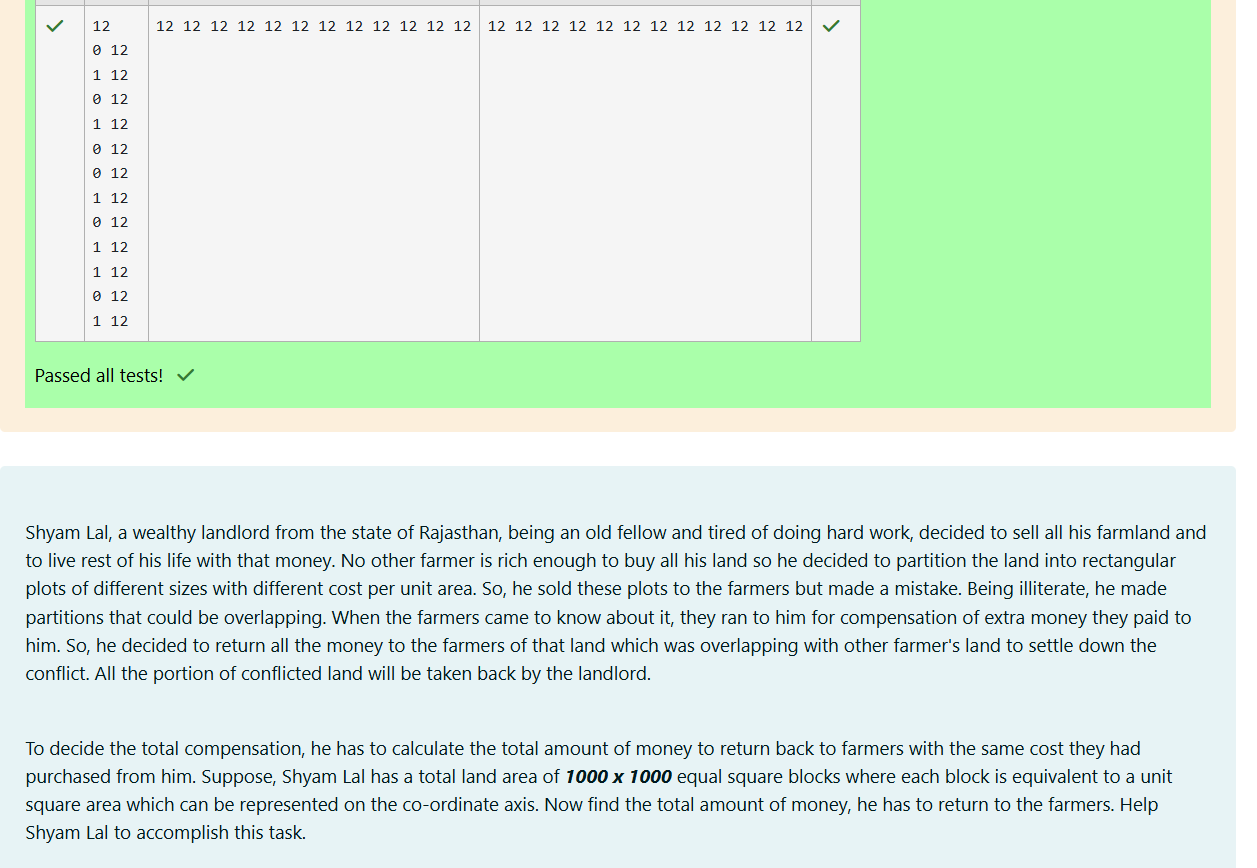 12 12 12 12 12 12 12 12 12 12 12 12 12 12 12 12 12 12 12 12 12 12 12 12 12
0 12
1 12
0 12
1 12
0 12
0 12
1 12
0 12
1 12
1 12
0 12
1 12
Passed all tests!
Shyam Lal, a wealthy landlord from the state of Rajasthan, being an old fellow and tired of doing hard work, decided to sell all his farmland and
to live rest of his life with that money. No other farmer is rich enough to buy all his land so he decided to partition the land into rectangular
plots of different sizes with different cost per unit area. So, he sold these plots to the farmers but made a mistake. Being illiterate, he made
partitions that could be overlapping. When the farmers came to know about it, they ran to him for compensation of extra money they paid to
him. So, he decided to return all the money to the farmers of that land which was overlapping with other farmer's land to settle down the
conflict. All the portion of conflicted land will be taken back by the landlord.
To decide the total compensation, he has to calculate the total amount of money to return back to farmers with the same cost they had
purchased from him. Suppose, Shyam Lal has a total land area of 1000 x 1000 equal square blocks where each block is equivalent to a unit
square area which can be represented on the co-ordinate axis. Now find the total amount of money, he has to return to the farmers. Help
Shyam Lal to accomplish this task.